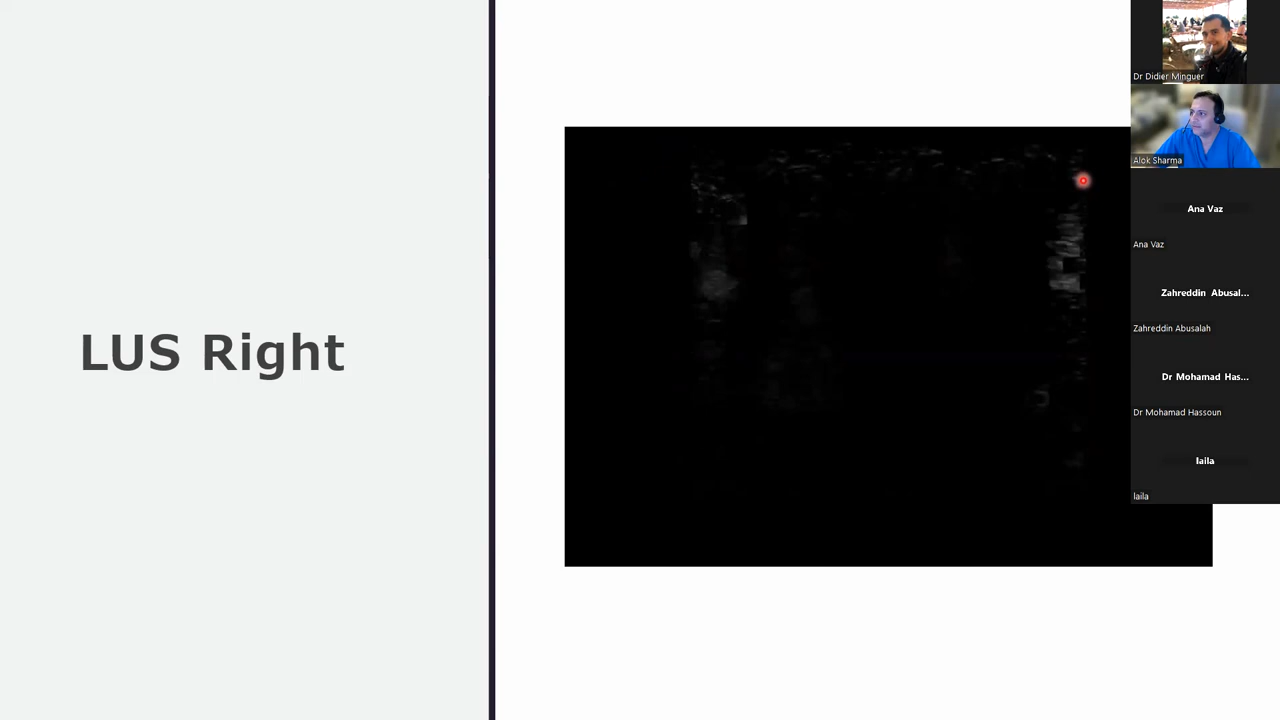 LUS Right
Dr Didier Minguer
Alok Sharma
Ana Vaz
Ana Vaz
Zahreddin Abusal...
Zahreddin Abusalah
Dr Mohamad Has...
Dr Mohamad Hassoun
laila
laila